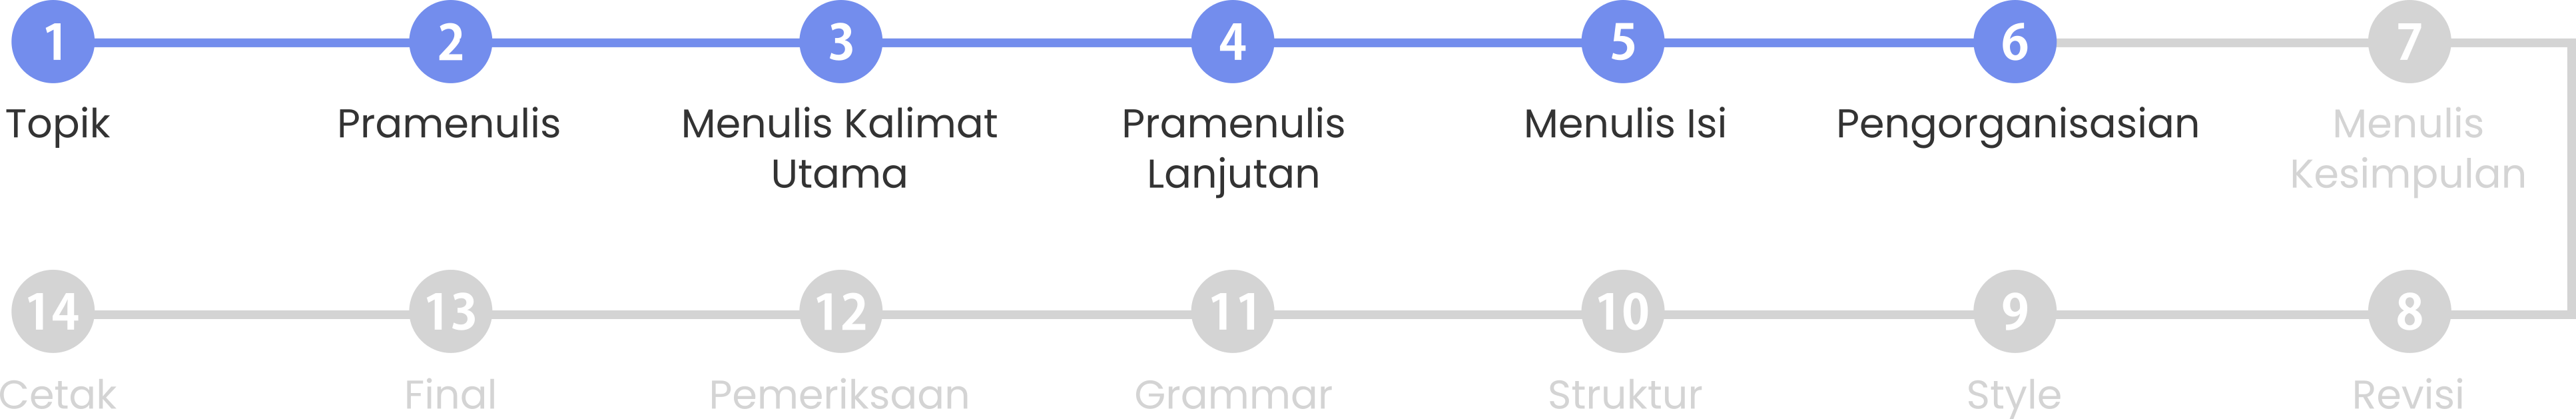 1 2 3 4 5 6 7
Topik Pramenulis Menulis Kalimat Pramenulis Menulis Isi Pengorganisasian Menulis
Utama Lanjutan Kesimpulan
14 13 12 11 10 9 8
Cetak Final Pemeriksaan Grammar Struktur Style Revisi